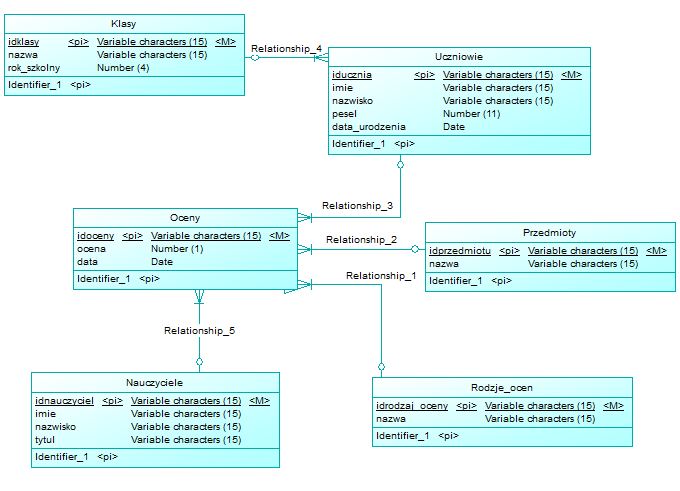 Klasy
idklasy <pi> Variable characters (15) <M>
nazwa Variable characters (15)
rok_szkolny Number (4)
Identifier_1 <pi>
Relationship_4
Uczniowie
iducznia <pi> Variable characters (15) <M>
imie Variable characters (15)
nazwisko Variable characters (15)
pesel Number (11)
data_urodzenia Date
Identifier_1 <pi>
Relationship_3
Oceny
idoceny <pi> Variable characters (15) <M>
ocena Number (1)
data Date
Identifier_1 <pi>
Relationship_2
Przedmioty
idprzedmiotu <pi> Variable characters (15) <M>
nazwa Variable characters (15)
Identifier_1 <pi>
Relationship_1
Relationship_5
Nauczyciele
idnauczyciel <pi> Variable characters (15) <M>
imie Variable characters (15)
nazwisko Variable characters (15)
tytul Variable characters (15)
Identifier_1 <pi>
Rodzje_ocen
idrodzaj_oceny <pi> Variable characters (15) <M>
nazwa Variable characters (15)
Identifier_1 <pi>